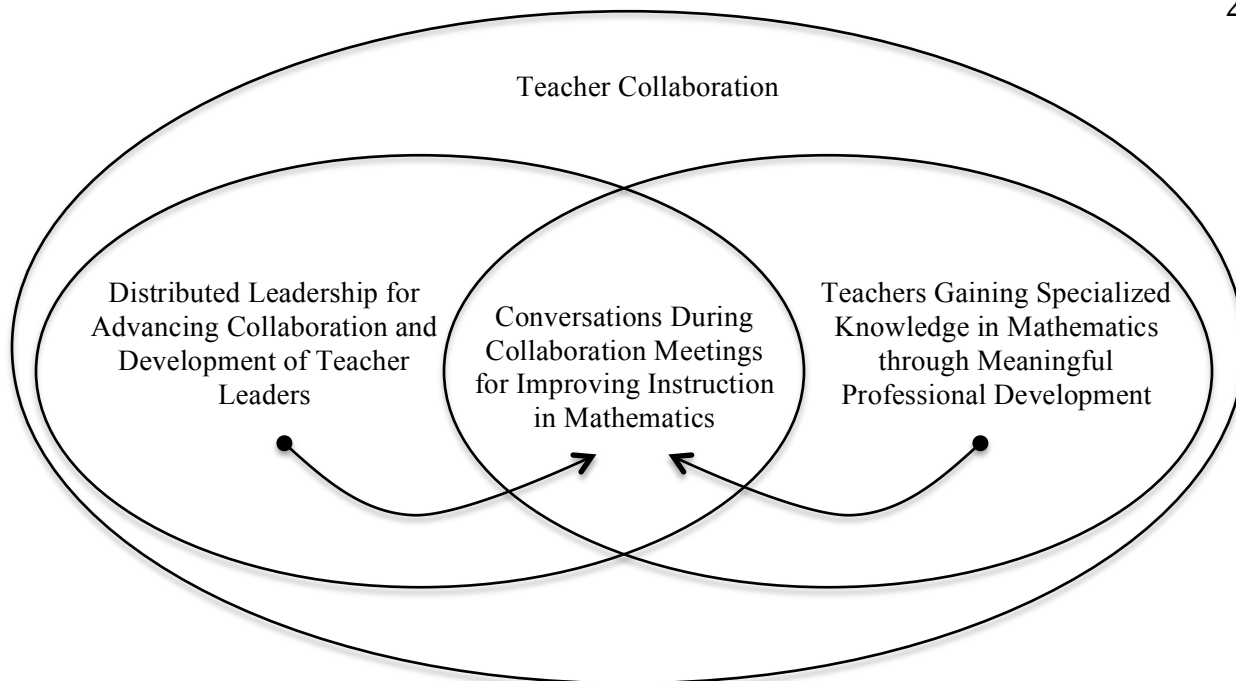 Teacher Collaboration
Distributed Leadership for
Advancing Collaboration and
Development of Teacher
Leaders
Conversations During
Collaboration Meetings
for Improving Instruction
in Mathematics
Teachers Gaining Specialized
Knowledge in Mathematics
through Meaningful
Professional Development